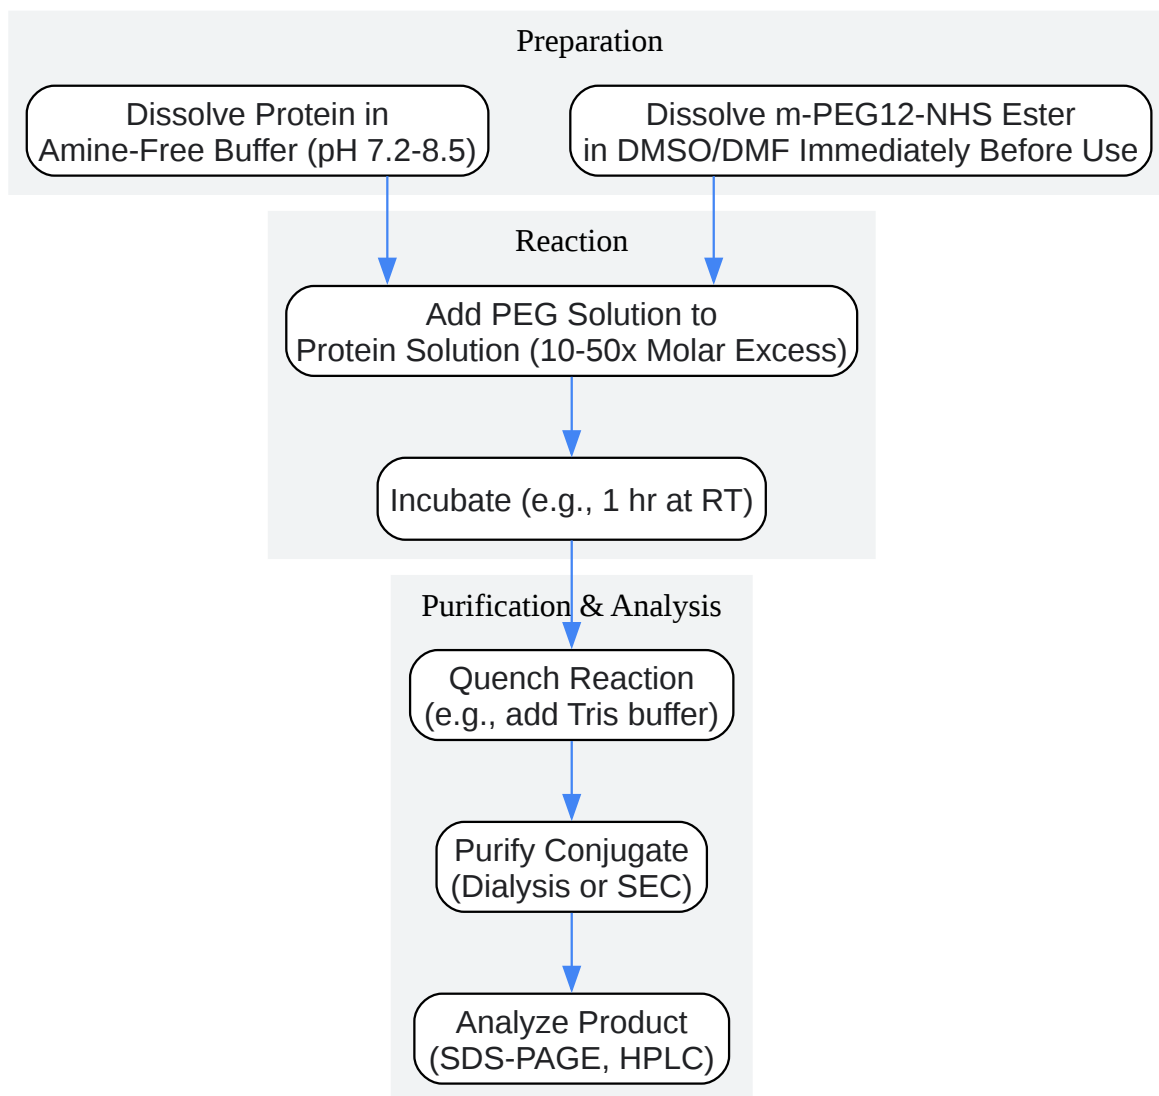 Preparation
Dissolve Protein in
Amine-Free Buffer (pH 7.2-8.5)
Dissolve m-PEG12-NHS Ester
in DMSO/DMF Immediately Before Use
Reaction
Add PEG Solution to
Protein Solution (10-50x Molar Excess)
Incubate (e.g., 1 hr at RT)
Purification & Analysis
Quench Reaction
(e.g., add Tris buffer)
Purify Conjugate
(Dialysis or SEC)
Analyze Product
(SDS-PAGE, HPLC)